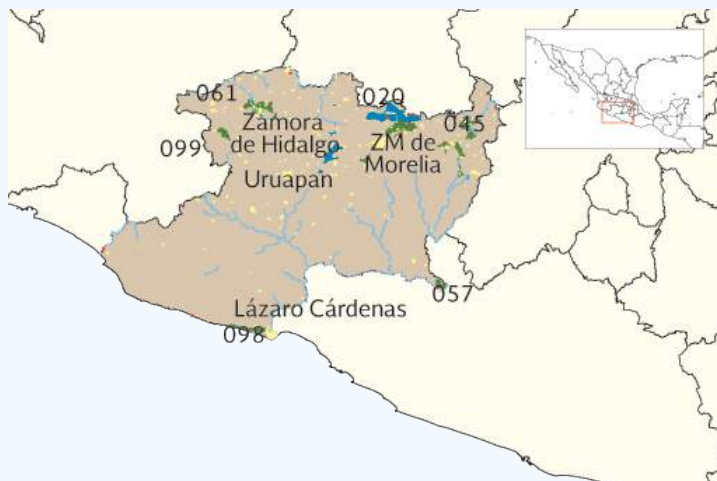 061
020
Zamora
de Hidalgo
099
ZM de
Morelia
045
Uruapan
057
Lázaro Cárdenas
098